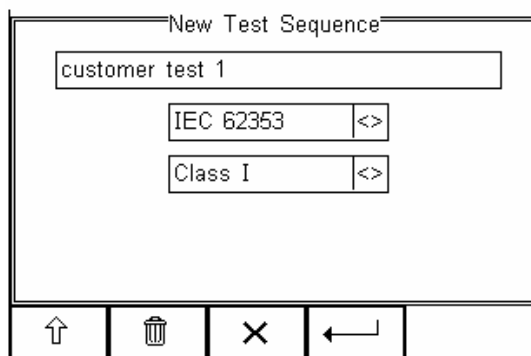 New Test Sequence
customer test 1
IEC 62353 <>
Class I <>